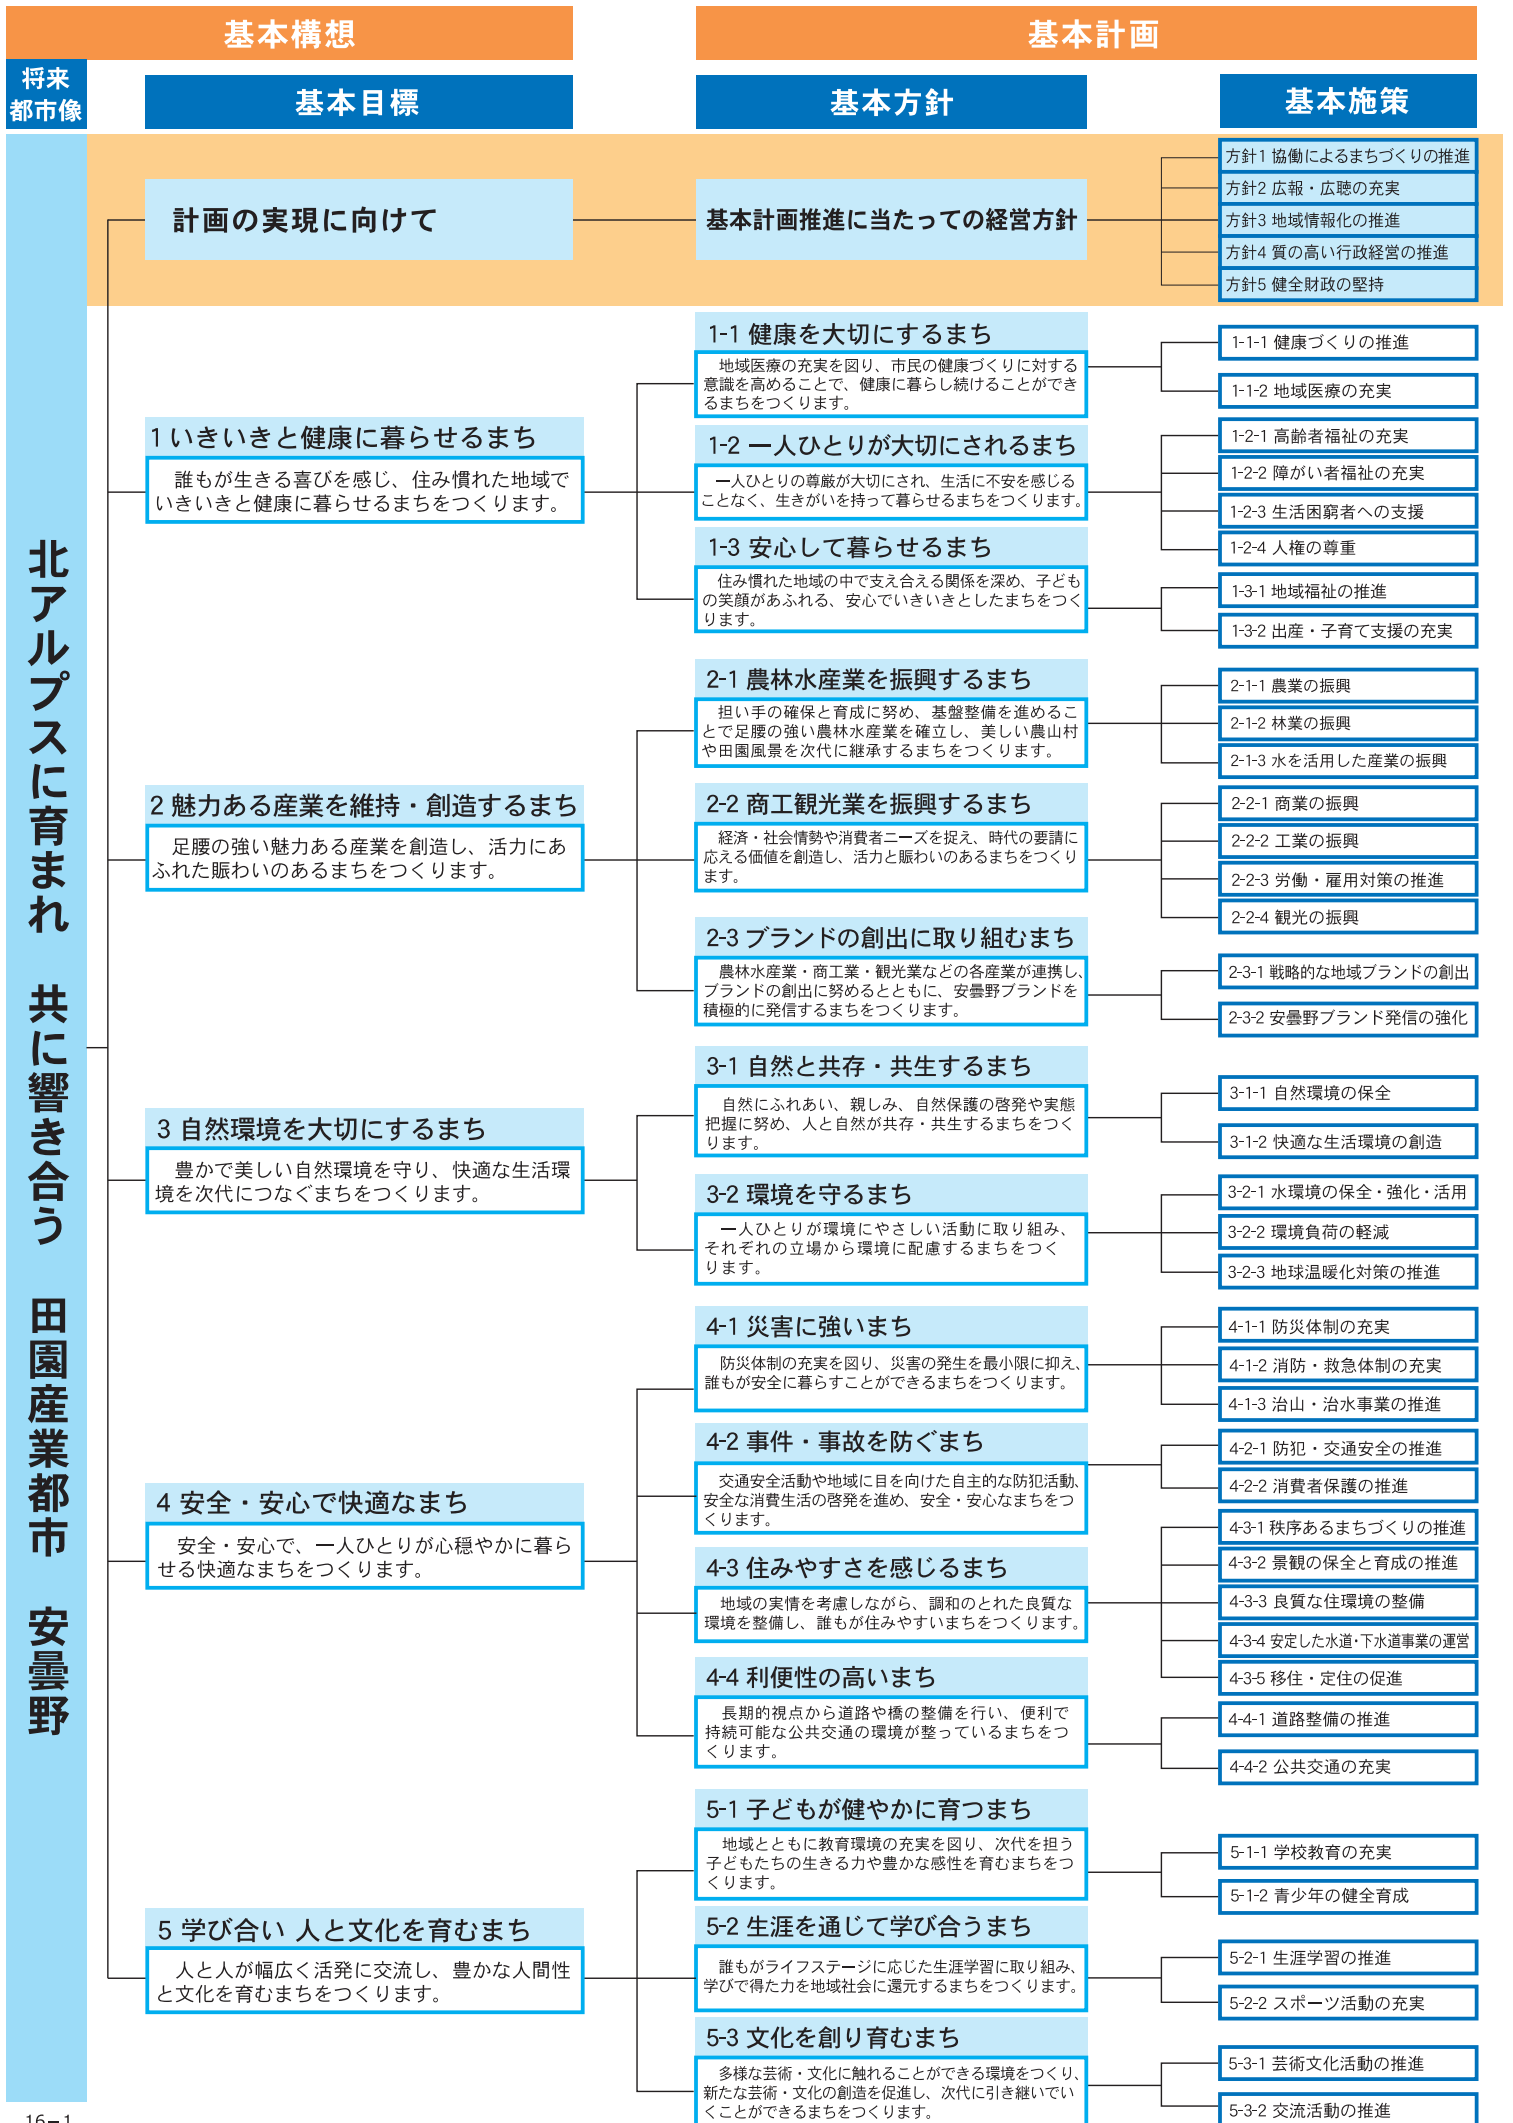 基本構想
基本計画
将来
都市像
基本目標
基本方針
基本施策
北アルプスに育まれ 共に響き合う 田園産業都市 安曇野
計画の実現に向けて
基本計画推進に当たっての経営方針
方針1 協働によるまちづくりの推進
方針2 広報・広聴の充実
方針3 地域情報化の推進
方針4 質の高い行政経営の推進
方針5 健全財政の堅持
1 いきいきと健康に暮らせるまち
誰もが生きる喜びを感じ、住み慣れた地域で
いきいきと健康に暮らせるまちをつくります。
1-1 健康を大切にするまち
地域医療の充実を図り、市民の健康づくりに対する
意識を高めることで、健康に暮らし続けることができ
るまちをつくります。
1-1-1 健康づくりの推進
1-1-2 地域医療の充実
1-2 一人ひとりが大切にされるまち
一人ひとりの尊厳が大切にされ、生活に不安を感じる
ことなく、生きがいを持って暮らせるまちをつくります。
1-2-1 高齢者福祉の充実
1-2-2 障がい者福祉の充実
1-2-3 生活困窮者への支援
1-2-4 人権の尊重
1-3 安心して暮らせるまち
住み慣れた地域の中で支え合える関係を深め、子ども
の笑顔があふれる、安心でいきいきとしたまちをつく
ります。
1-3-1 地域福祉の推進
1-3-2 出産・子育て支援の充実
2 魅力ある産業を維持・創造するまち
足腰の強い魅力ある産業を創造し、活力にあ
ふれた賑わいのあるまちをつくります。
2-1 農林水産業を振興するまち
担い手の確保と育成に努め、基盤整備を進めるこ
とで足腰の強い農林水産業を確立し、美しい農山村
や田園風景を次代に継承するまちをつくります。
2-1-1 農業の振興
2-1-2 林業の振興
2-1-3 水を活用した産業の振興
2-2 商工観光業を振興するまち
経済・社会情勢や消費者ニーズを捉え、時代の要請に
応える価値を創造し、活力と賑わいのあるまちをつくり
ます。
2-2-1 商業の振興
2-2-2 工業の振興
2-2-3 労働・雇用対策の推進
2-2-4 観光の振興
2-3 ブランドの創出に取り組むまち
農林水産業・商工業・観光業などの各産業が連携し、
ブランドの創出に努めるとともに、安曇野ブランドを
積極的に発信するまちをつくります。
2-3-1 戦略的な地域ブランドの創出
2-3-2 安曇野ブランド発信の強化
3 自然環境を大切にするまち
豊かで美しい自然環境を守り、快適な生活環
境を次代につなぐまちをつくります。
3-1 自然と共存・共生するまち
自然にふれあい、親しみ、自然保護の啓発や実態
把握に努め、人と自然が共存・共生するまちをつく
ります。
3-1-1 自然環境の保全
3-1-2 快適な生活環境の創造
3-2 環境を守るまち
一人ひとりが環境にやさしい活動に取り組み、
それぞれの立場から環境に配慮するまちをつく
ります。
3-2-1 水環境の保全・強化・活用
3-2-2 環境負荷の軽減
3-2-3 地球温暖化対策の推進
4 安全・安心で快適なまち
安全・安心で、一人ひとりが心穏やかに暮ら
せる快適なまちをつくります。
4-1 災害に強いまち
防災体制の充実を図り、災害の発生を最小限に抑え、
誰もが安全に暮らすことができるまちをつくります。
4-1-1 防災体制の充実
4-1-2 消防・救急体制の充実
4-1-3 治山・治水事業の推進
4-2 事件・事故を防ぐまち
交通安全活動や地域に目を向けた自主的な防犯活動、
安全な消費生活の啓発を進め、安全・安心なまちをつ
くります。
4-2-1 防犯・交通安全の推進
4-2-2 消費者保護の推進
4-3 住みやすさを感じるまち
地域の実情を考慮しながら、調和のとれた良質な
環境を整備し、誰もが住みやすいまちをつくります。
4-3-1 秩序あるまちづくりの推進
4-3-2 景観の保全と育成の推進
4-3-3 良質な住環境の整備
4-3-4 安定した水道・下水道事業の運営
4-3-5 移住・定住の促進
4-4 利便性の高いまち
長期的視点から道路や橋の整備を行い、便利で
持続可能な公共交通の環境が整っているまちをつ
くります。
4-4-1 道路整備の推進
4-4-2 公共交通の充実
5 学び合い 人と文化を育むまち
人と人が幅広く活発に交流し、豊かな人間性
と文化を育むまちをつくります。
5-1 子どもが健やかに育つまち
地域とともに教育環境の充実を図り、次代を担う
子どもたちの生きる力や豊かな感性を育むまちをつ
くります。
5-1-1 学校教育の充実
5-1-2 青少年の健全育成
5-2 生涯を通じて学び合うまち
誰もがライフステージに応じた生涯学習に取り組み、
学びで得た力を地域社会に還元するまちをつくります。
5-2-1 生涯学習の推進
5-2-2 スポーツ活動の充実
5-3 文化を創り育むまち
多様な芸術・文化に触れることができる環境をつくり、
新たな芸術・文化の創造を促進し、次代に引き継いでい
くことができるまちをつくります。
5-3-1 芸術文化活動の推進
5-3-2 交流活動の推進
16-1